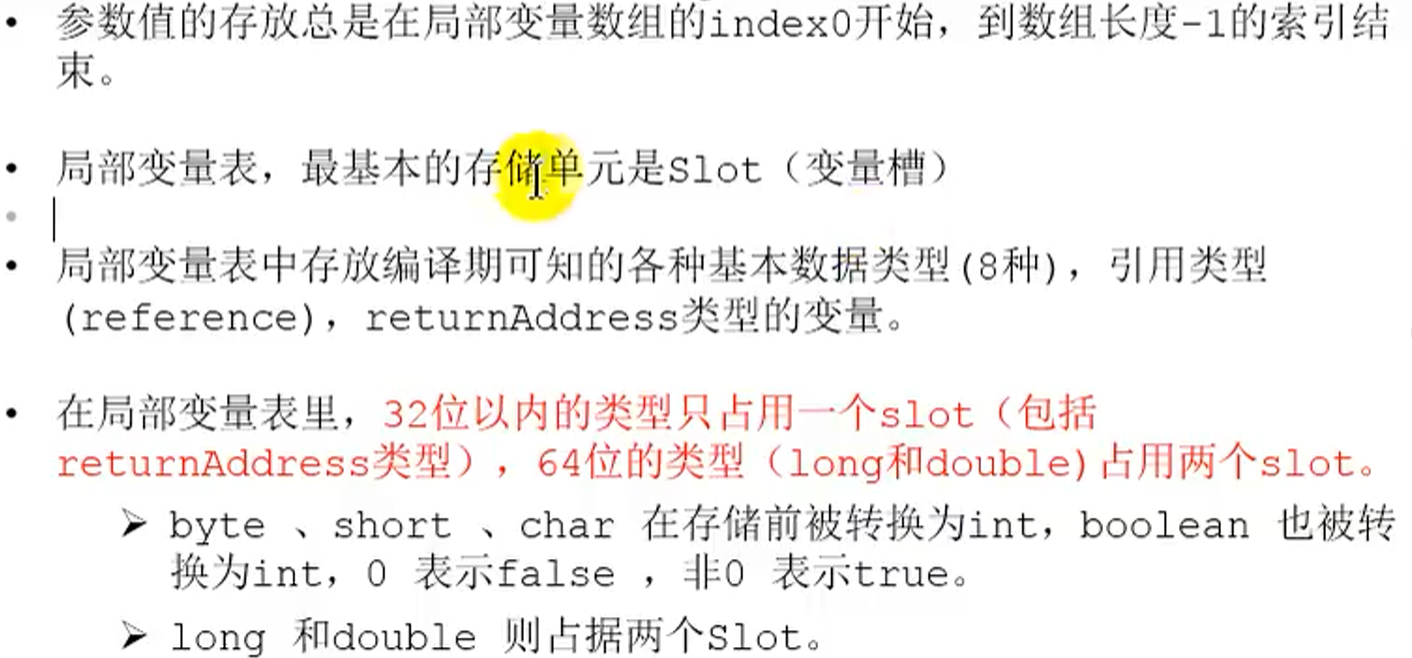 • 参数值的存放总是在局部变量数组的index0开始，到数组长度-1的索引结
束。
• 局部变量表，最基本的存储单元是Slot（变量槽）
•
• 局部变量表中存放编译期可知的各种基本数据类型(8种)，引用类型
(reference)，returnAddress类型的变量。
• 在局部变量表里，32位以内的类型只占用一个slot（包括
returnAddress类型），64位的类型（long和double)占用两个slot。
➢ byte 、short 、char 在存储前被转换为int，boolean 也被转
换为int，0 表示false ，非0 表示true。
➢ long 和double 则占据两个Slot。